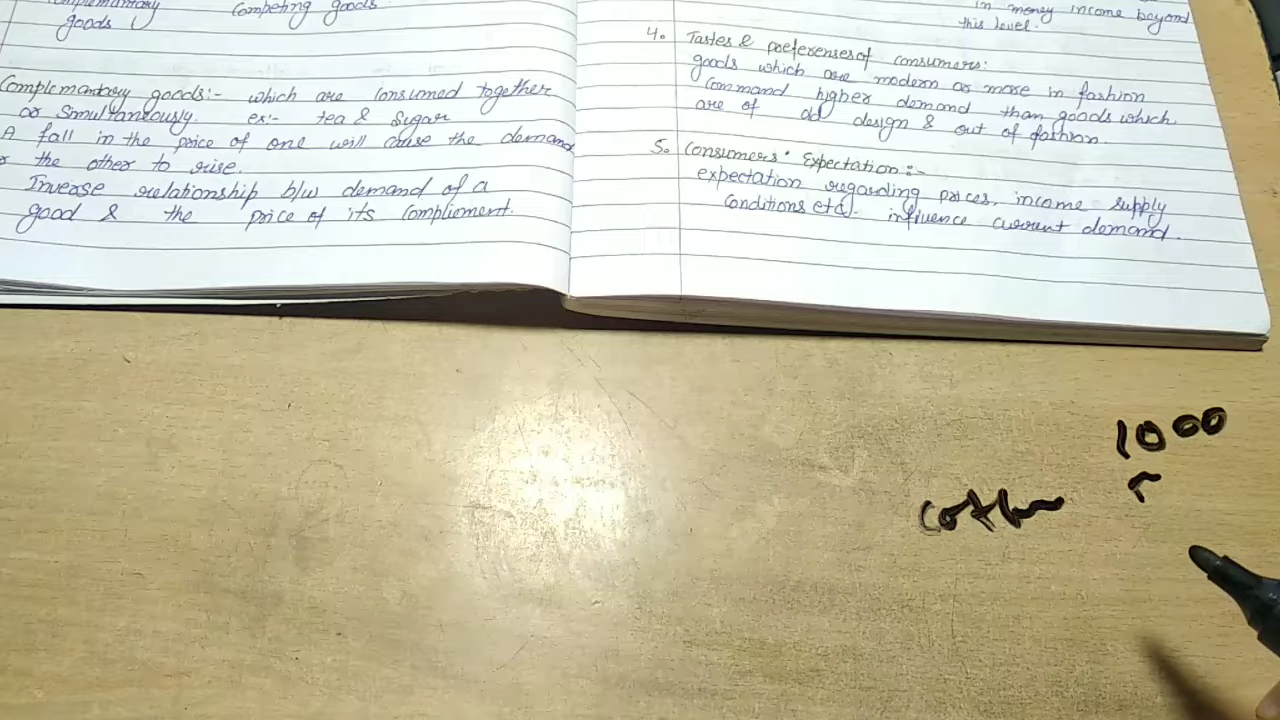 Complemantary
goods
Competing goods
Complemantary goods:- which are consumed together
or Simultaneously. ex:- tea & Sugar
A fall in the price of one will cause the demand
the other to rise.
Inverse relationship b/w demand of a
good & the price of its Compliement.
in money income beyond
this level.
4. Tastes & preferenses of consumers:
goods which are modern or more in fashion
Command higher demand than goods which
are of old design & out of fashion.
5. Consumers' Expectation:-
expectation regarding prices, income supply
Conditions etc). influence current demand.
1000